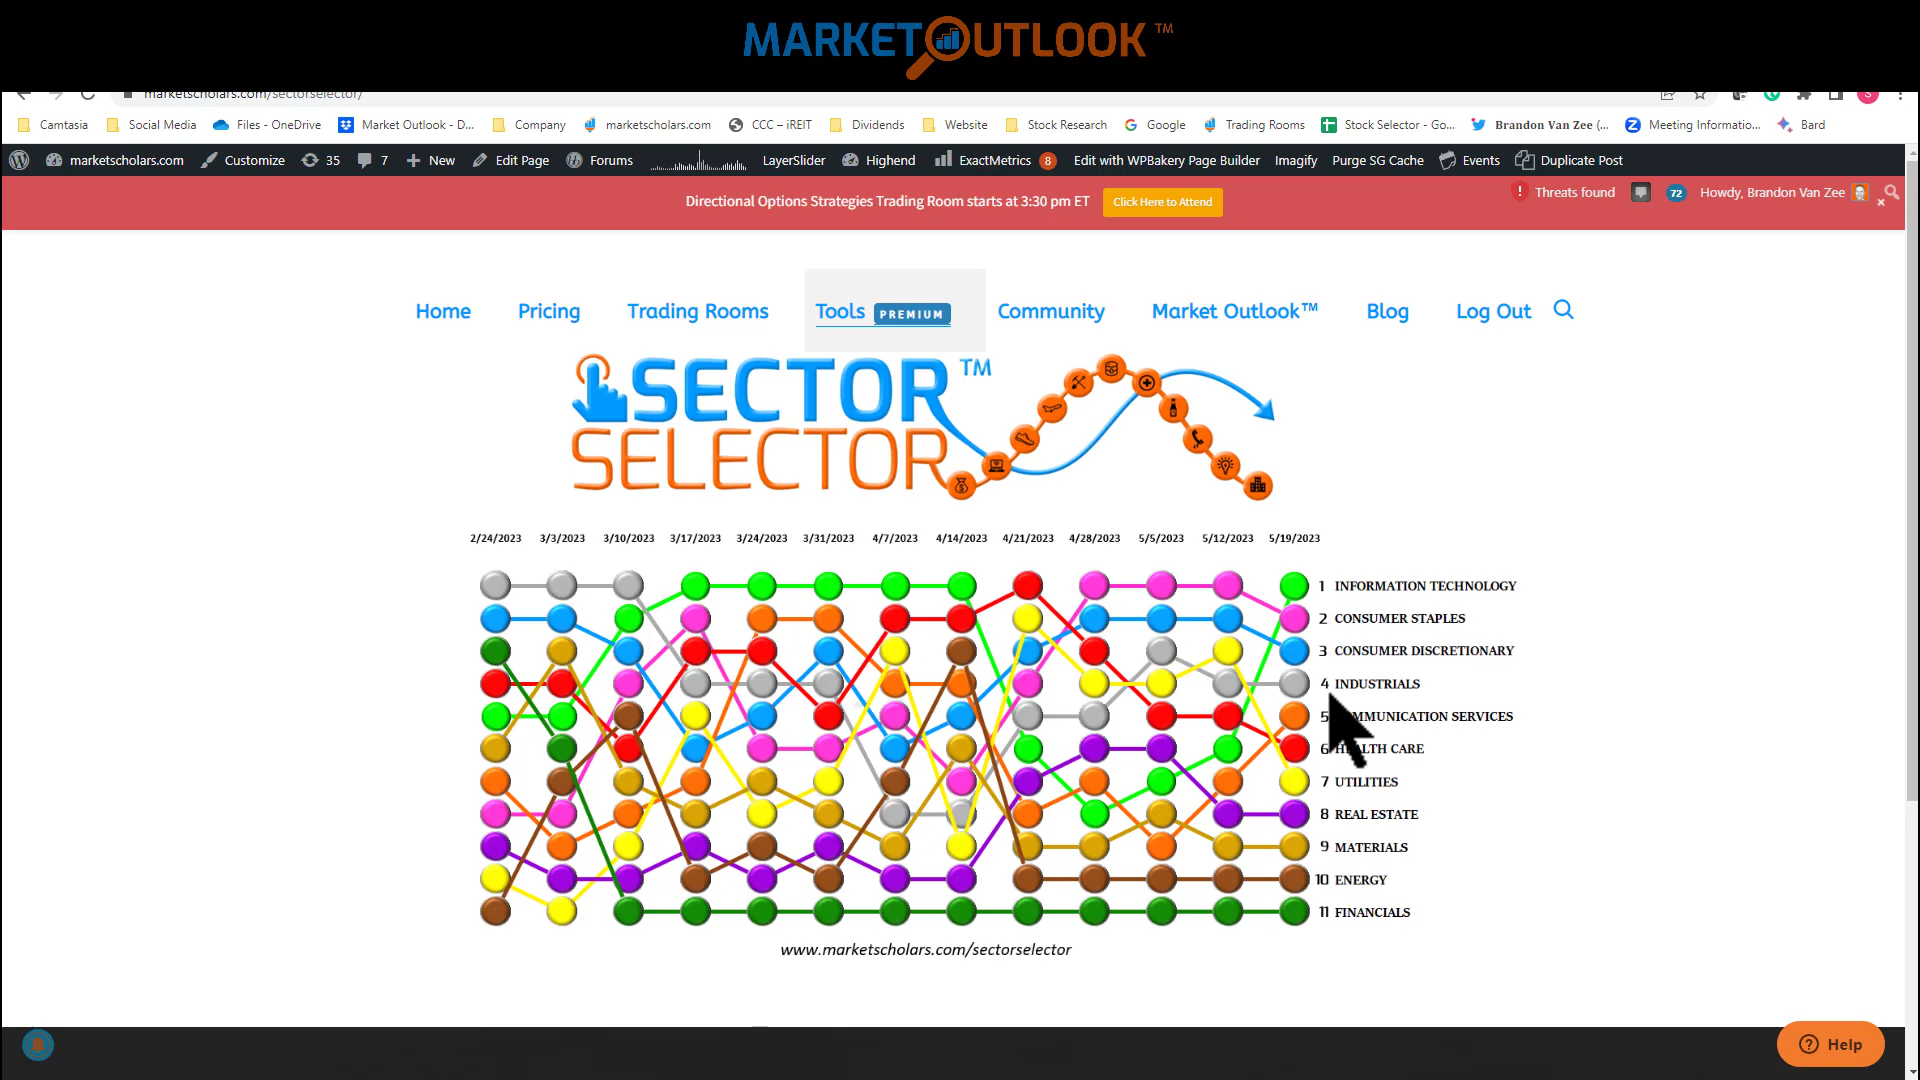 MARKETOUTLOOK™
marketscholars.com/sectorselector/
Camtasia Social Media Files - OneDrive Market Outlook - D... Company marketscholars.com CCC – iREIT Dividends Website Stock Research Google Trading Rooms Stock Selector - Go... Brandon Van Zee (... Meeting Informatio... Bard
marketscholars.com Customize 35 7 New Edit Page Forums LayerSlider Highend ExactMetrics 8 Edit with WPBakery Page Builder Imagify Purge SG Cache Events Duplicate Post
Threats found 72 Howdy, Brandon Van Zee
Directional Options Strategies Trading Room starts at 3:30 pm ET Click Here to Attend
Home Pricing Trading Rooms Tools PREMIUM Community Market Outlook™ Blog Log Out
SECTOR™
SELECTOR
2/24/2023 3/3/2023 3/10/2023 3/17/2023 3/24/2023 3/31/2023 4/7/2023 4/14/2023 4/21/2023 4/28/2023 5/5/2023 5/12/2023 5/19/2023
1 INFORMATION TECHNOLOGY
2 CONSUMER STAPLES
3 CONSUMER DISCRETIONARY
4 INDUSTRIALS
5 COMMUNICATION SERVICES
6 HEALTH CARE
7 UTILITIES
8 REAL ESTATE
9 MATERIALS
10 ENERGY
11 FINANCIALS
www.marketscholars.com/sectorselector
Help